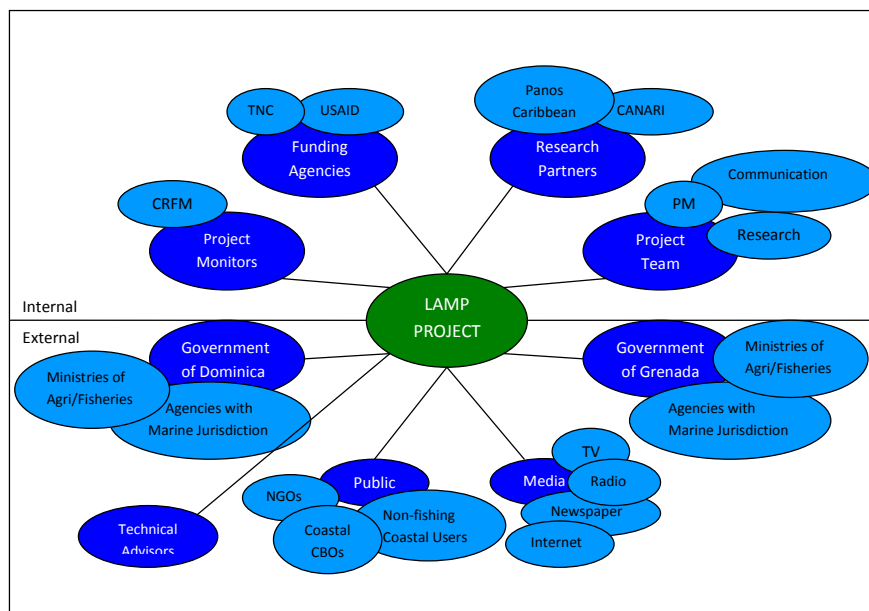 TNC
USAID
Funding
Agencies
Panos
Caribbean
CANARI
Research
Partners
CRFM
Project
Monitors
Communication
PM
Research
Project
Team
Internal
LAMP
PROJECT
External
Government
of Dominica
Ministries of
Agri/Fisheries
Agencies with
Marine Jurisdiction
Government
of Grenada
Ministries of
Agri/Fisheries
Agencies with
Marine Jurisdiction
Technical
Advisors
Public
NGOs
Coastal
CBOs
Non-fishing
Coastal Users
Media
TV
Radio
Newspaper
Internet